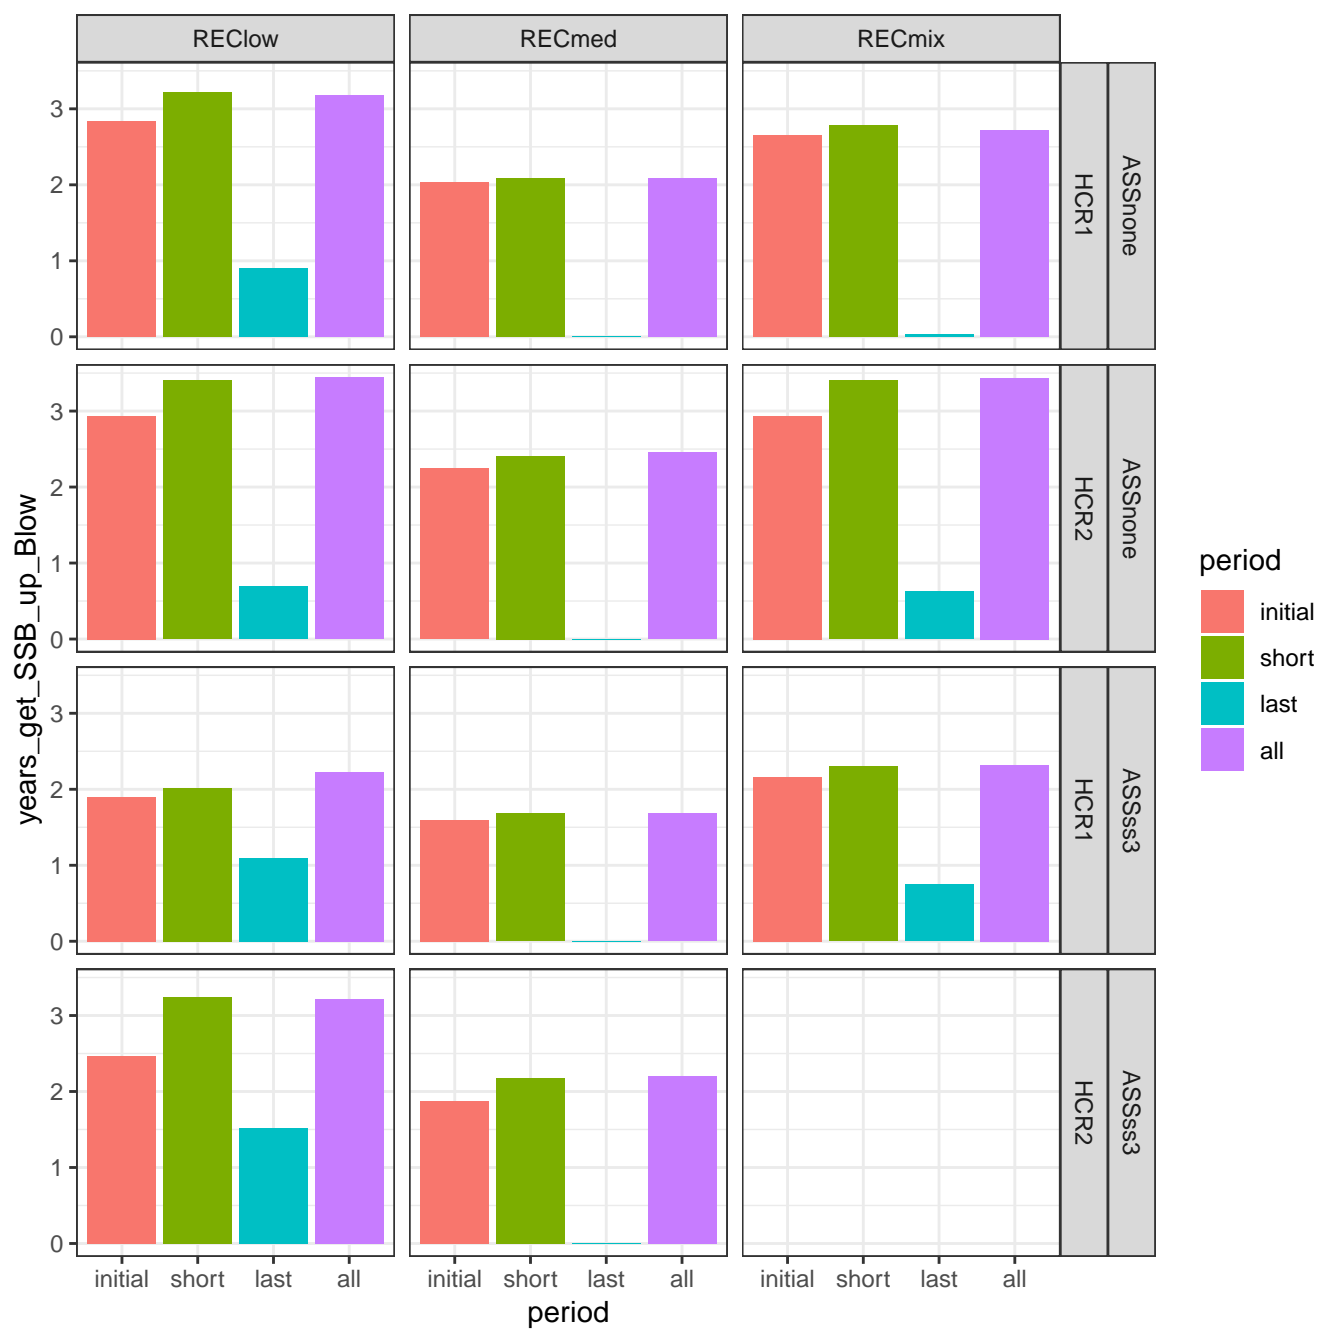 REClow RECmed RECmix
years_get_SSB_up_Blow
3
2
1
0
HCR1 ASSnone
3
2
1
0
HCR2 ASSnone
3
2
1
0
HCR1 ASSss3
3
2
1
0
HCR2 ASSss3
initial short last all initial short last all initial short last all
period
period
initial
short
last
all